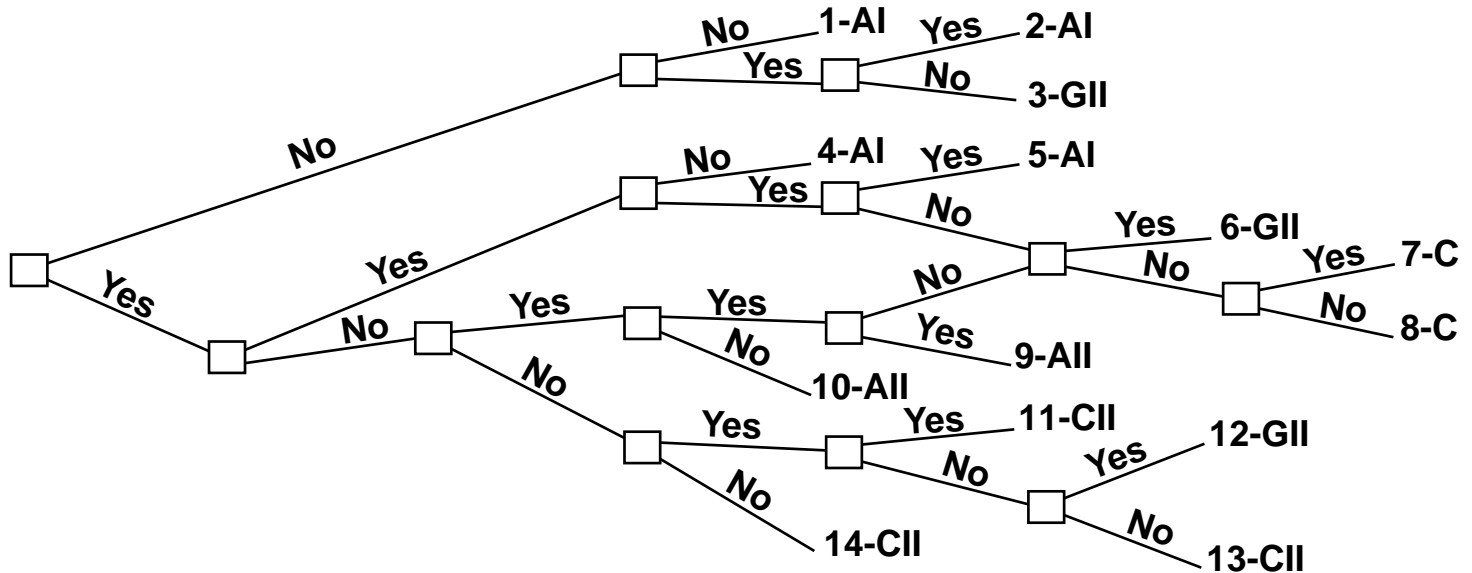 No 1-AI Yes 2-AI
Yes No 3-GII
No
No 4-AI Yes 5-AI
Yes No Yes 6-GII
Yes No Yes 7-C
No 8-C
Yes No Yes Yes No
Yes 9-AII
No 10-AII
No Yes Yes 11-CII
No Yes 12-GII
No 14-CII No 13-CII